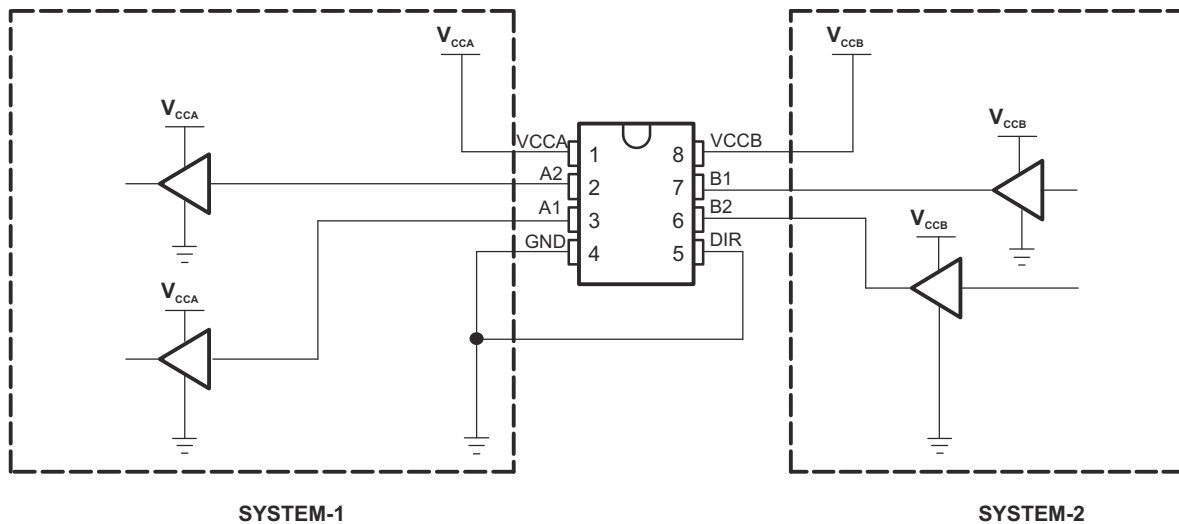 VCCA
VCCB
VCCA
VCCB
VCCA
1
8
VCCB
A2
2
7
B1
A1
3
6
B2
VCCB
GND
4
5
DIR
VCCA
SYSTEM-1
SYSTEM-2